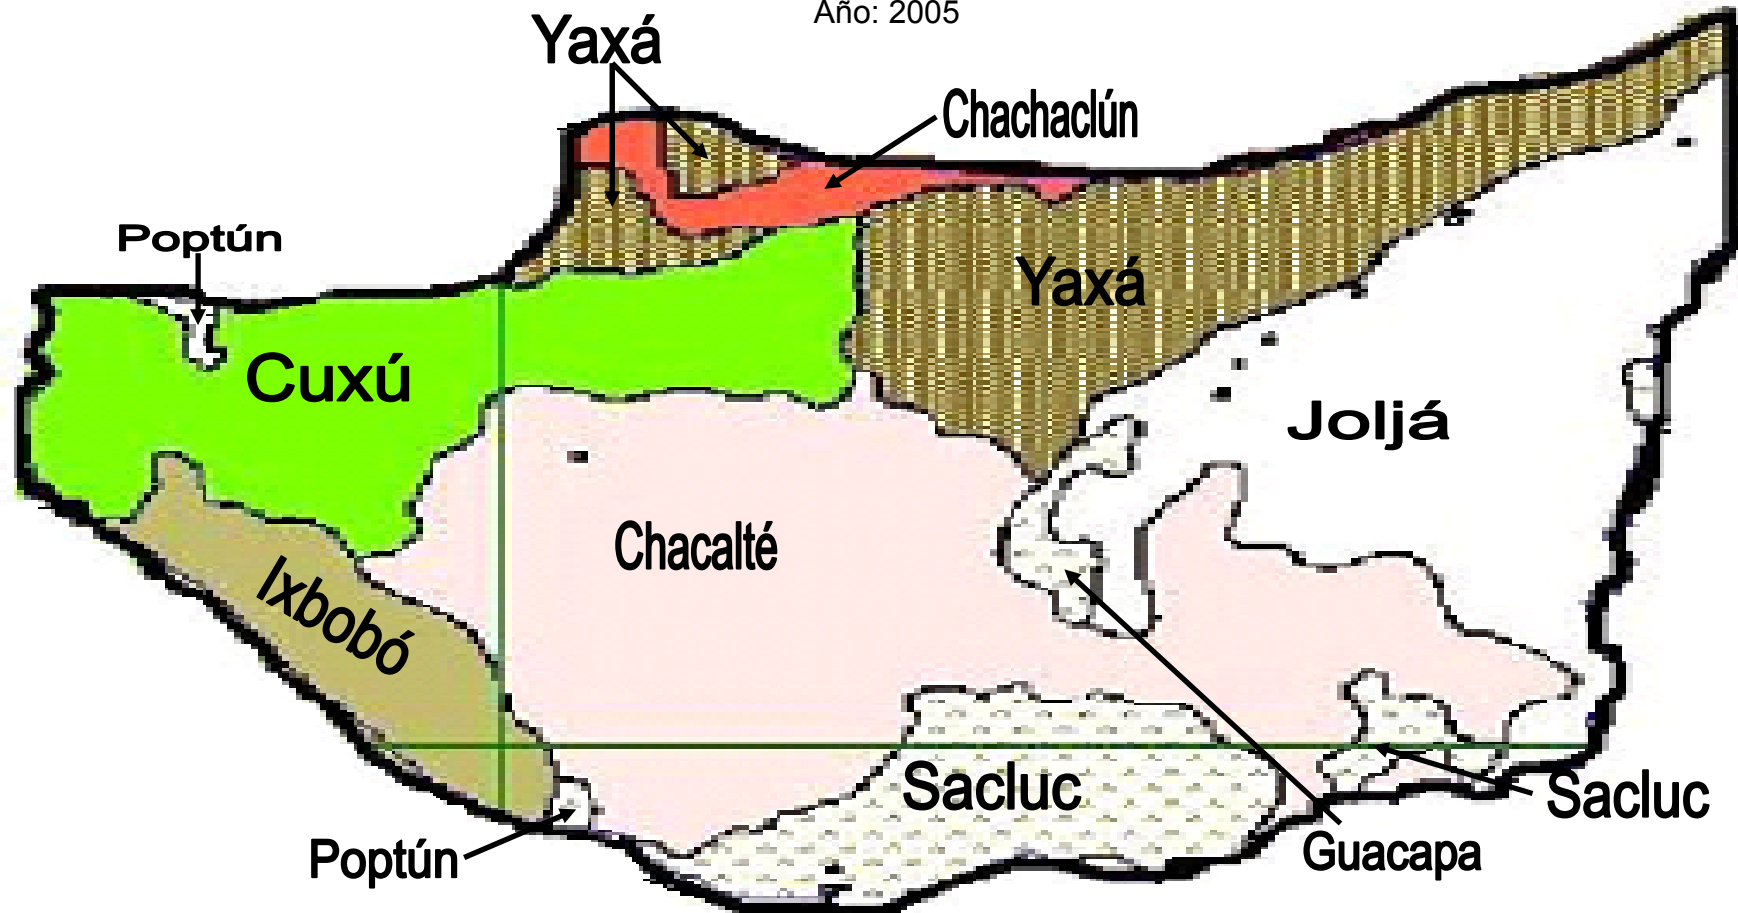 Año: 2005
Yaxá
Chachaclún
Poptún
Yaxá
Cuxú
Joljá
Chacalté
Ixbobó
Sacluc
Sacluc
Poptún
Guacapa